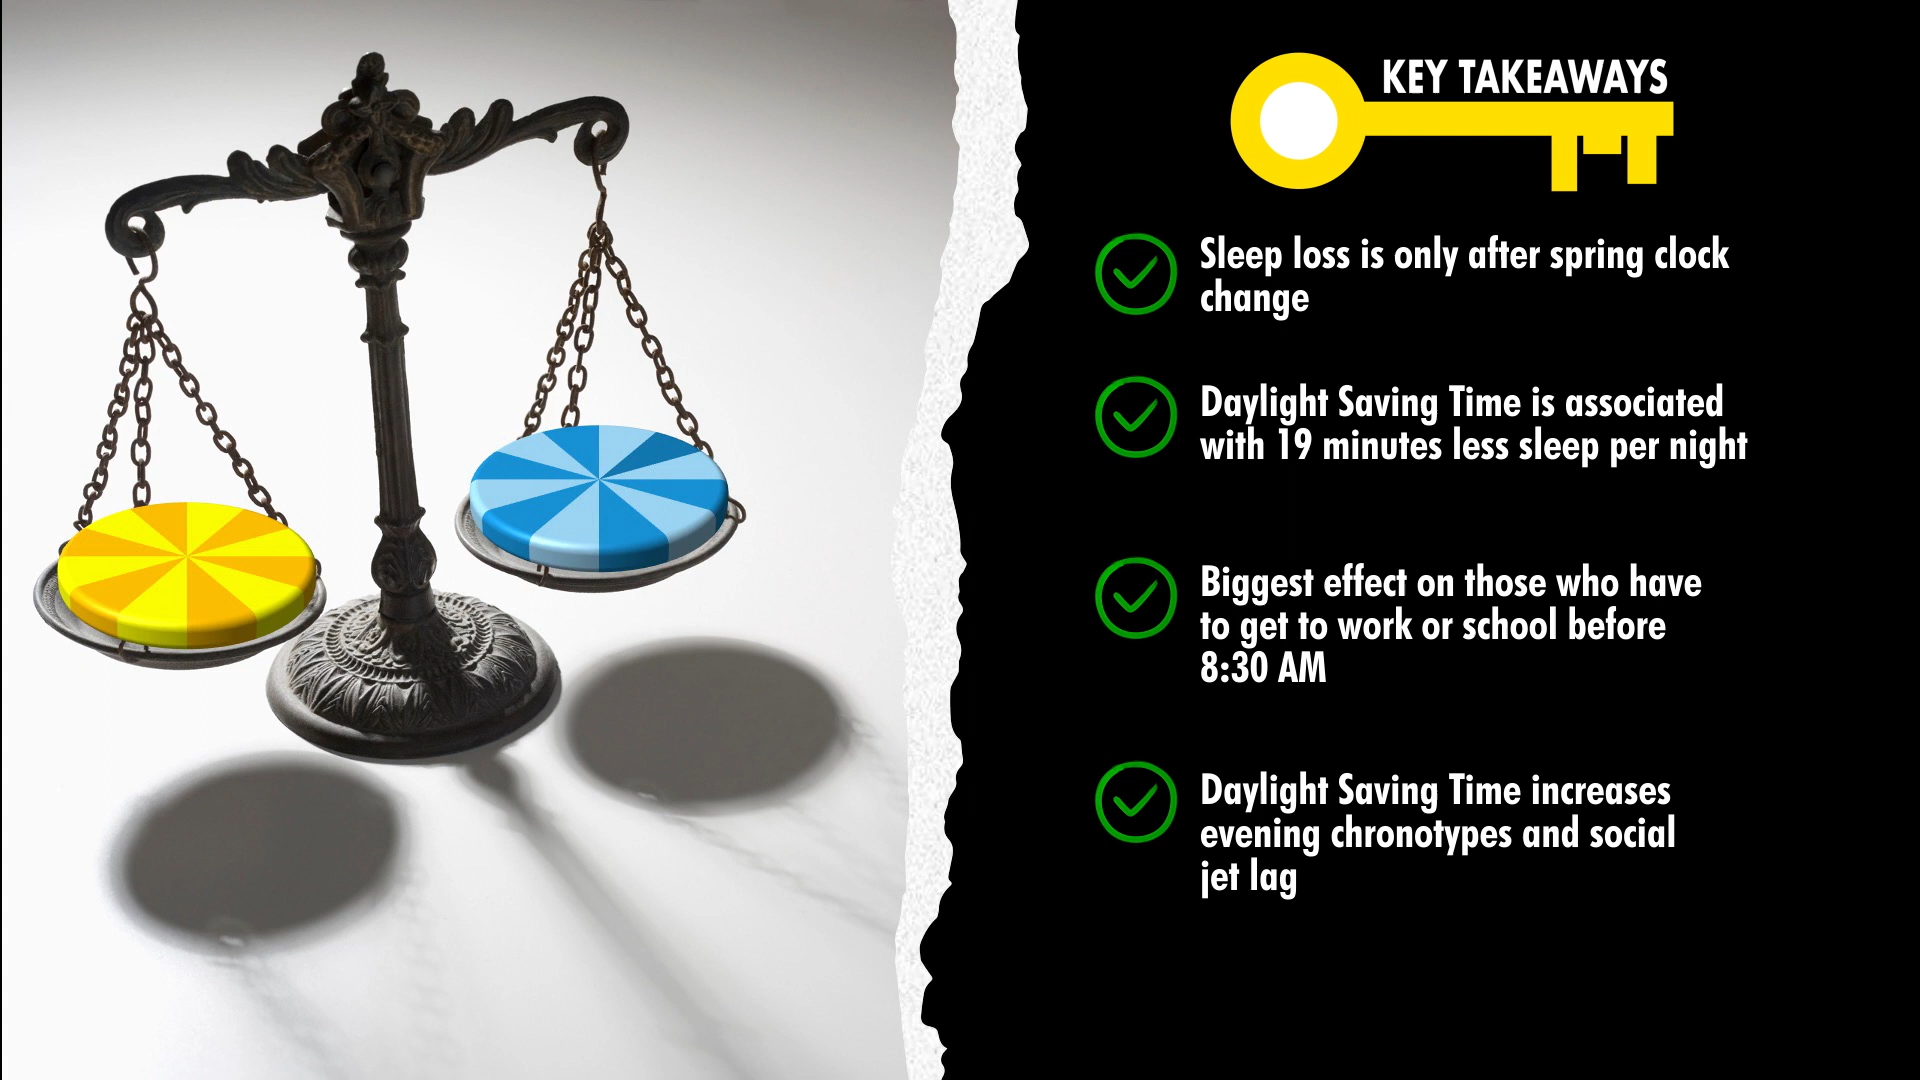 KEY TAKEAWAYS
Sleep loss is only after spring clock
change
Daylight Saving Time is associated
with 19 minutes less sleep per night
Biggest effect on those who have
to get to work or school before
8:30 AM
Daylight Saving Time increases
evening chronotypes and social
jet lag